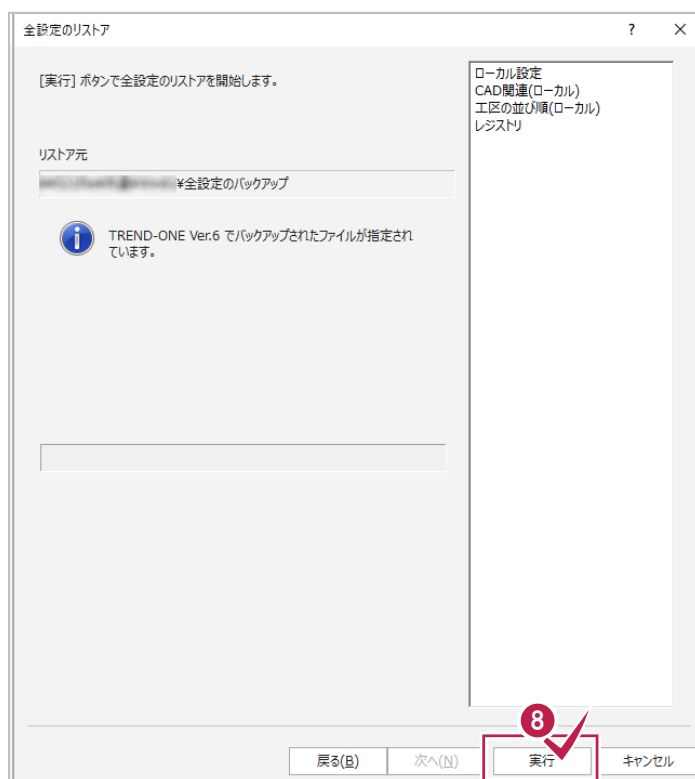 全設定のリストア
? ×
[実行] ボタンで全設定のリストアを開始します。
リストア元
¥全設定のバックアップ
TREND-ONE Ver.6 でバックアップされたファイルが指定され
ています。
ローカル設定
CAD関連(ローカル)
工区の並び順(ローカル)
レジストリ
8
戻る(B) 次へ(N) 実行 キャンセル